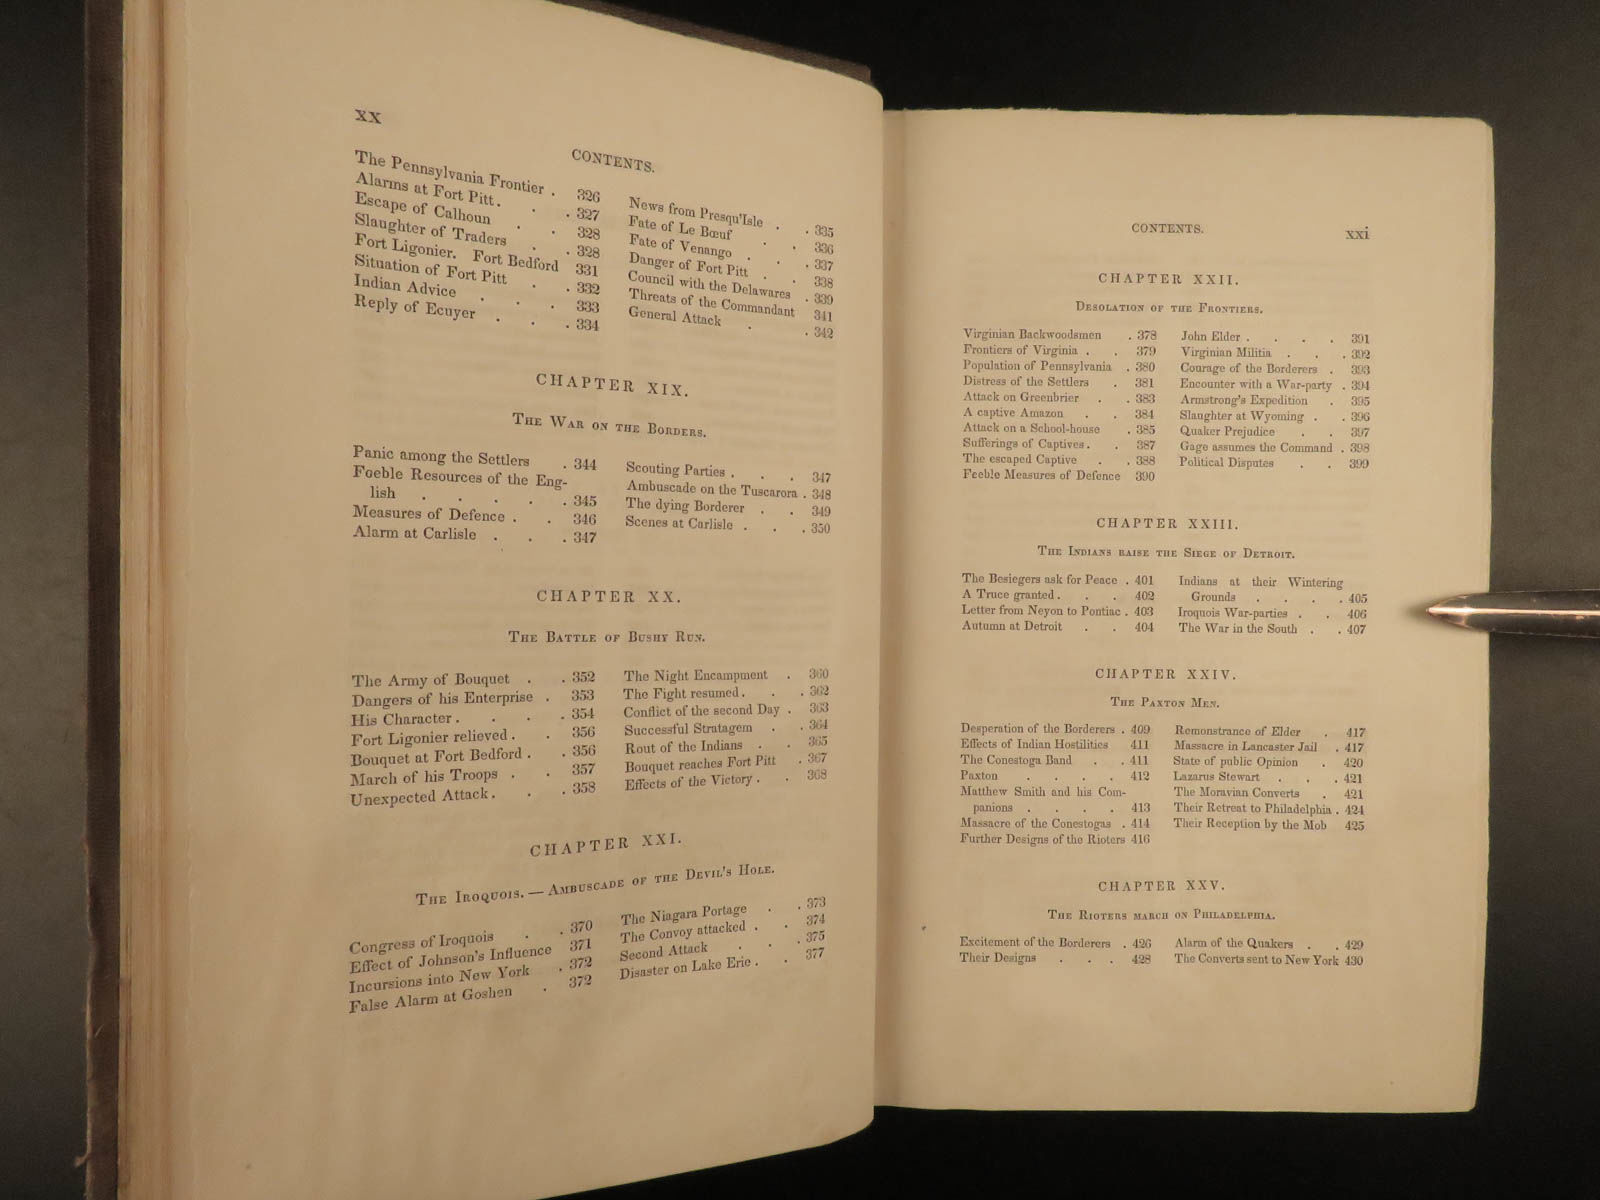 XX
CONTENTS.
The Pennsylvania Frontier . 326
Alarms at Fort Pitt . . . 327
Escape of Calhoun . . 328
Slaughter of Traders . . 328
Fort Ligonier. Fort Bedford 331
Situation of Fort Pitt . . 332
Indian Advice . . . 333
Reply of Ecuyer . . . 334
News from Presqu'Isle . . 335
Fate of Le Bœuf . . 336
Fate of Venango . . . 337
Danger of Fort Pitt . . 338
Council with the Delawares . 339
Threats of the Commandant 341
General Attack . . 342
CHAPTER XIX.
THE WAR ON THE BORDERS.
Panic among the Settlers . 344
Feeble Resources of the Eng-
lish . . . . . 345
Measures of Defence . . 346
Alarm at Carlisle . . . 347
Scouting Parties . . . 347
Ambuscade on the Tuscarora . 348
The dying Borderer . . 349
Scenes at Carlisle . . . 350
CHAPTER XX.
THE BATTLE OF BUSHY RUN.
The Army of Bouquet . . 352
Dangers of his Enterprise . 353
His Character . . . . 354
Fort Ligonier relieved . . 356
Bouquet at Fort Bedford . . 356
March of his Troops . . 357
Unexpected Attack . . . 358
The Night Encampment . 360
The Fight resumed . . . 362
Conflict of the second Day . 363
Successful Stratagem . . 364
Rout of the Indians . . 365
Bouquet reaches Fort Pitt . 367
Effects of the Victory . . 368
CHAPTER XXI.
THE IROQUOIS. — AMBUSCADE OF THE DEVIL'S HOLE.
Congress of Iroquois . . 370
Effect of Johnson's Influence 371
Incursions into New York . 372
False Alarm at Goshen . 372
The Niagara Portage . . 373
The Convoy attacked . . 374
Second Attack . . . 375
Disaster on Lake Erie . . 377
CONTENTS.
xxi
CHAPTER XXII.
DESOLATION OF THE FRONTIERS.
Virginian Backwoodsmen . 378
Frontiers of Virginia . . 379
Population of Pennsylvania . 380
Distress of the Settlers . 381
Attack on Greenbrier . . 383
A captive Amazon . . 384
Attack on a School-house . 385
Sufferings of Captives . . 387
The escaped Captive . . 388
Feeble Measures of Defence 390
John Elder . . . . 391
Virginian Militia . . . 392
Courage of the Borderers . 393
Encounter with a War-party . 394
Armstrong's Expedition . 395
Slaughter at Wyoming . . 396
Quaker Prejudice . . 397
Gage assumes the Command . 398
Political Disputes . . 399
CHAPTER XXIII.
THE INDIANS RAISE THE SIEGE OF DETROIT.
The Besiegers ask for Peace . 401
A Truce granted . . . 402
Letter from Neyon to Pontiac . 403
Autumn at Detroit . . 404
Indians at their Wintering
Grounds . . . . 405
Iroquois War-parties . . 406
The War in the South . . 407
CHAPTER XXIV.
THE PAXTON MEN.
Desperation of the Borderers . 409
Effects of Indian Hostilities 411
The Conestoga Band . . 411
Paxton . . . . 412
Matthew Smith and his Com-
panions . . . . 413
Massacre of the Conestogas . 414
Further Designs of the Rioters 416
Remonstrance of Elder . 417
Massacre in Lancaster Jail . 417
State of public Opinion . 420
Lazarus Stewart . . . 421
The Moravian Converts . 421
Their Retreat to Philadelphia . 424
Their Reception by the Mob 425
CHAPTER XXV.
THE RIOTERS MARCH ON PHILADELPHIA.
Excitement of the Borderers . 426
Their Designs . . . 428
Alarm of the Quakers . . 429
The Converts sent to New York 430